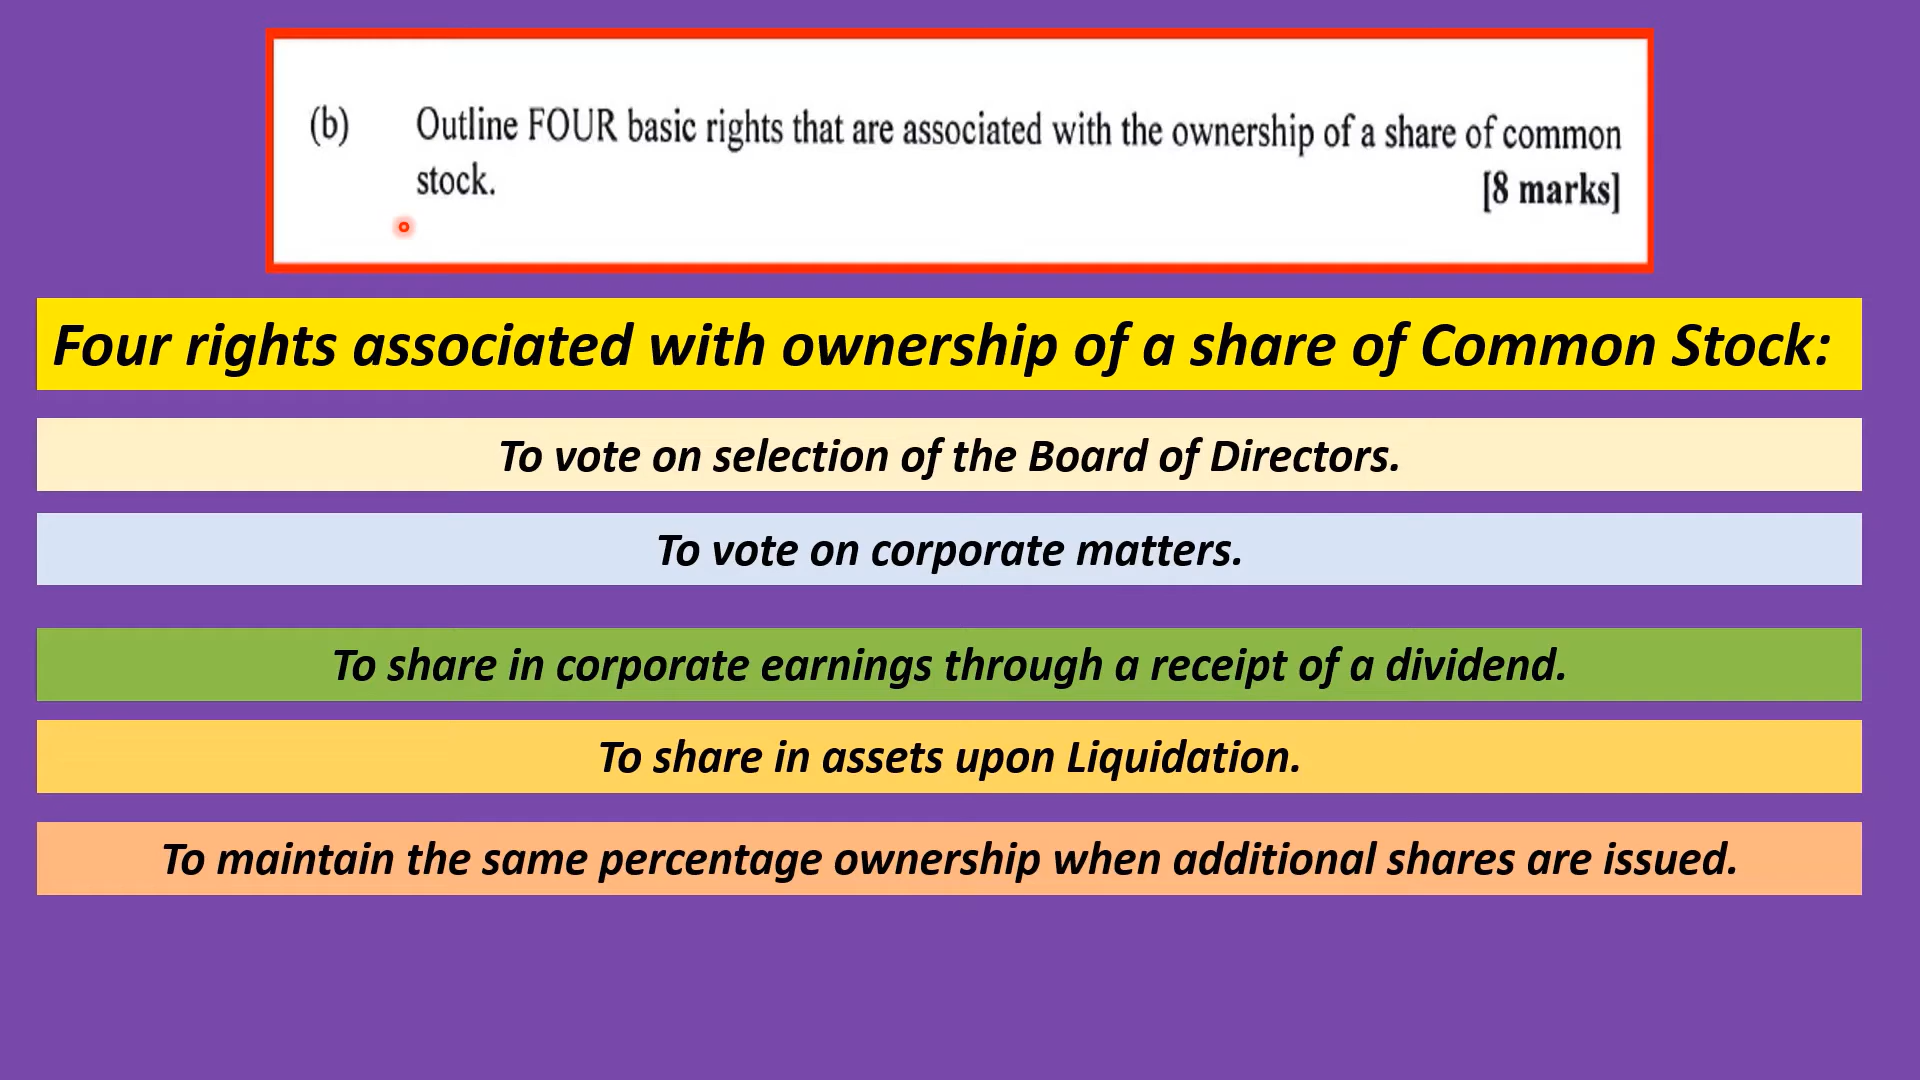 (b) Outline FOUR basic rights that are associated with the ownership of a share of common
stock. [8 marks]
Four rights associated with ownership of a share of Common Stock:
To vote on selection of the Board of Directors.
To vote on corporate matters.
To share in corporate earnings through a receipt of a dividend.
To share in assets upon Liquidation.
To maintain the same percentage ownership when additional shares are issued.